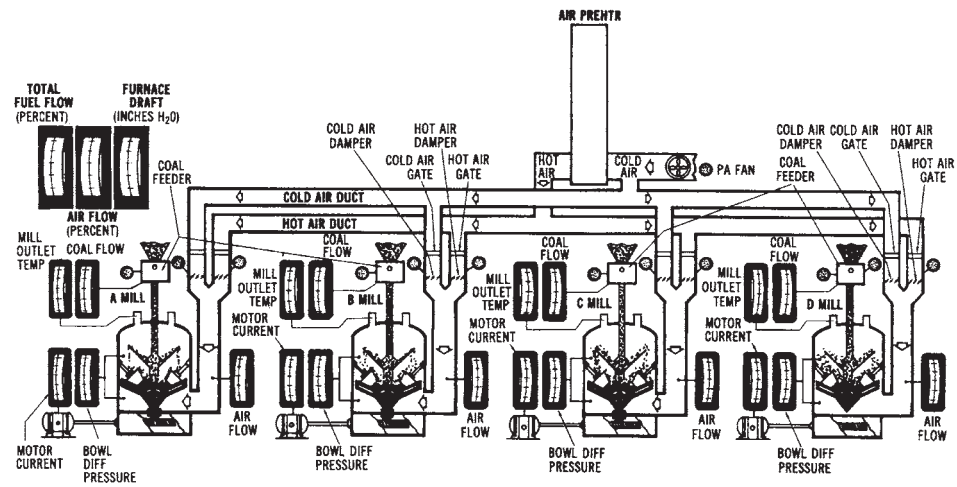 AIR PREHTR
TOTAL
FUEL FLOW
(PERCENT)
FURNACE
DRAFT
(INCHES H₂O)
AIR FLOW
(PERCENT)
COAL
FEEDER
COLD AIR
DAMPER
HOT AIR
DAMPER
COLD AIR
GATE
HOT AIR
GATE
HOT
AIR
COLD
AIR
PA FAN
COLD AIR
DAMPER
COLD AIR
GATE
HOT AIR
DAMPER
HOT AIR
GATE
COAL
FEEDER
COLD AIR DUCT
HOT AIR DUCT
MILL
OUTLET
TEMP
COAL FLOW
A MILL
MOTOR
CURRENT
BOWL
DIFF
PRESSURE
AIR
FLOW
COAL
FLOW
MILL
OUTLET
TEMP
B MILL
MOTOR
CURRENT
BOWL DIFF
PRESSURE
AIR
FLOW
COAL
FLOW
MILL
OUTLET
TEMP
C MILL
MOTOR
CURRENT
BOWL DIFF
PRESSURE
AIR
FLOW
COAL
FLOW
MILL
OUTLET
TEMP
D MILL
MOTOR
CURRENT
BOWL DIFF
PRESSURE
AIR
FLOW